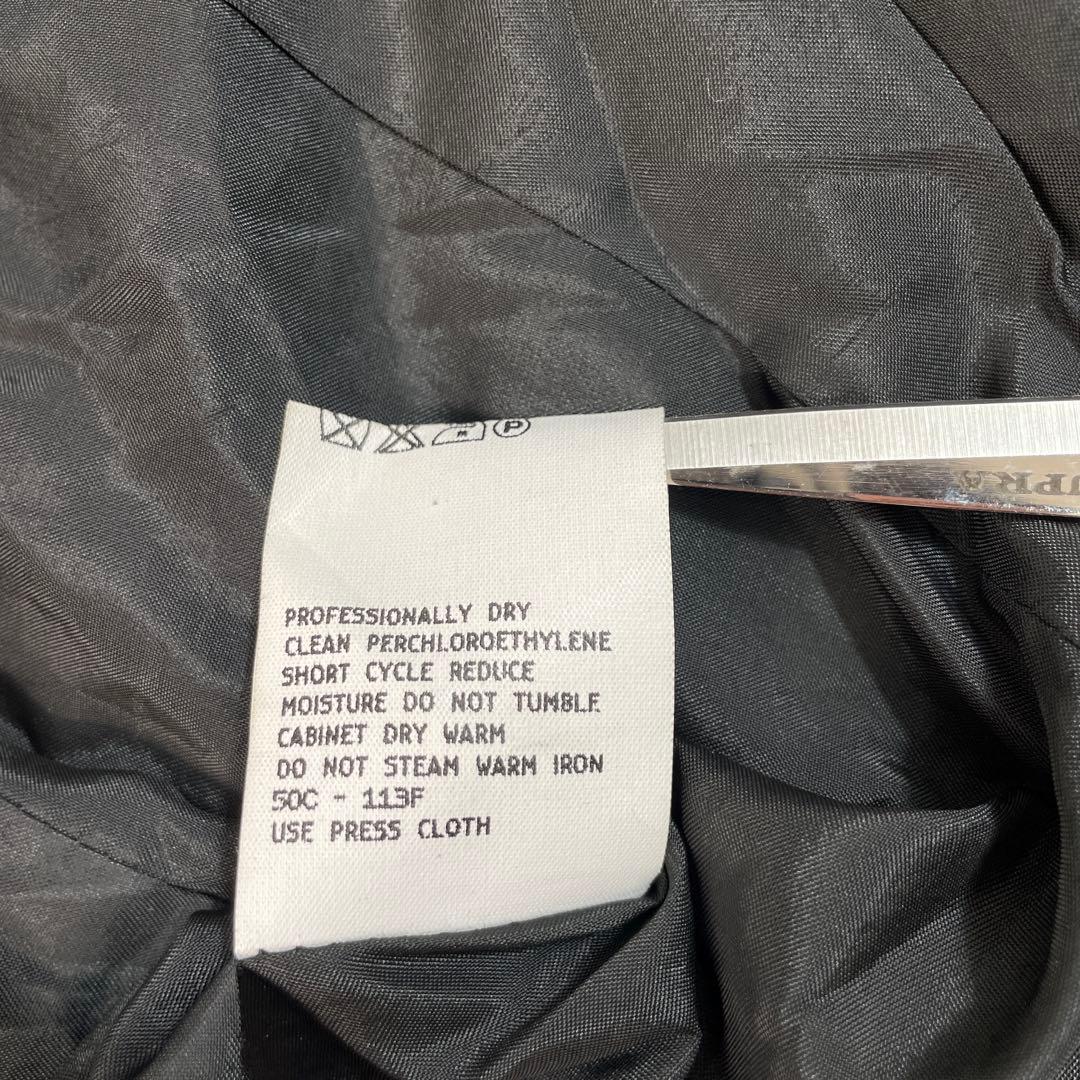 P
PROFESSIONALLY DRY
CLEAN PERCHLOROETHYLENE
SHORT CYCLE REDUCE
MOISTURE DO NOT TUMBLE
CABINET DRY WARM
DO NOT STEAM WARM IRON
50C - 113F
USE PRESS CLOTH